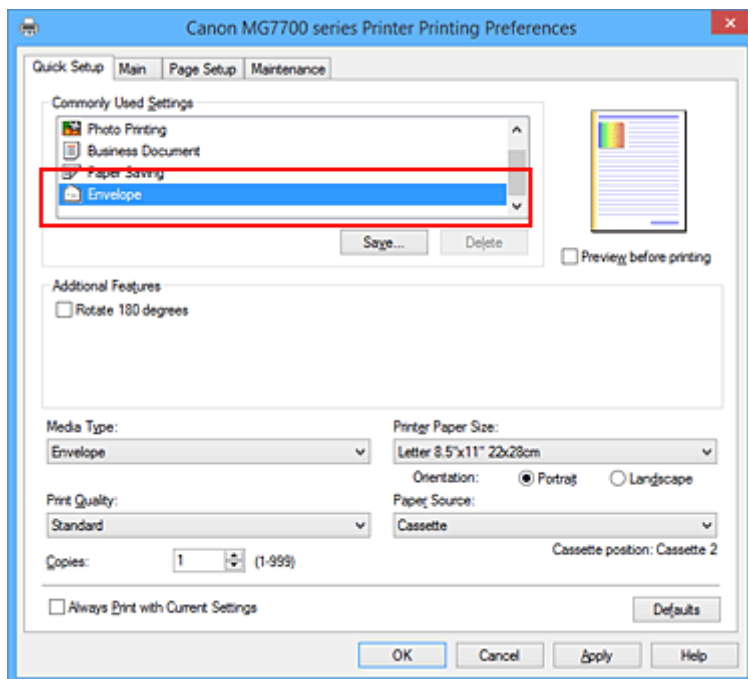 Canon MG7700 series Printer Printing Preferences
Quick Setup Main Page Setup Maintenance
Commonly Used Settings
Photo Printing
Business Document
Paper Saving
Envelope
Save... Delete
Preview before printing
Additional Features
Rotate 180 degrees
Media Type: Printer Paper Size:
Envelope Letter 8.5"x11" 22x28cm
Orientation: Portrait Landscape
Print Quality: Paper Source:
Standard Cassette
Cassette position: Cassette 2
Copies: 1 (1-999)
Always Print with Current Settings Defaults
OK Cancel Apply Help